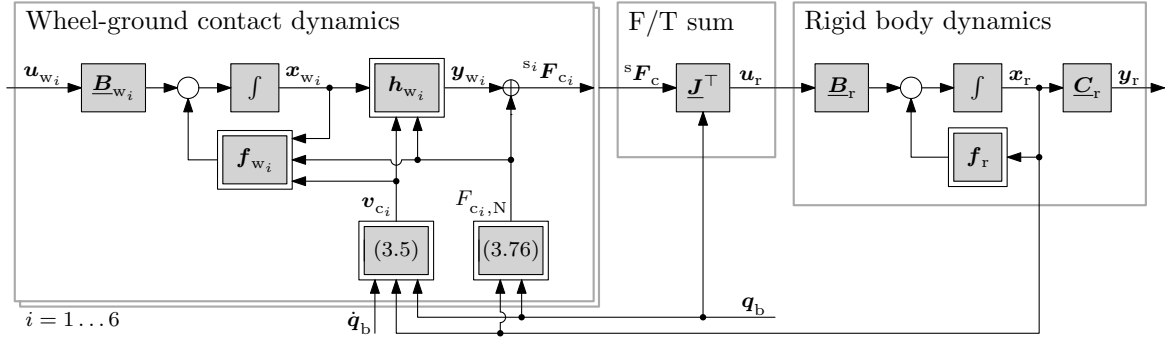 Wheel-ground contact dynamics
F/T sum
Rigid body dynamics
u_{w_i}
B_{w_i}
∫
x_{w_i}
h_{w_i}
y_{w_i}
^{s_i}F_{c_i}
^{s}F_c
J^⊤
u_r
B_r
∫
x_r
C_r
y_r
f_{w_i}
f_r
v_{c_i}
F_{c_i,N}
(3.5)
(3.76)
i = 1 … 6
q̇_b
q_b